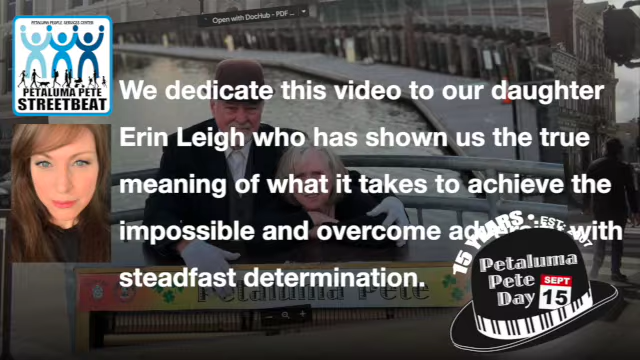 Open with DocHub - PDF ...
PETALUMA PEOPLE SERVICES CENTER
PETALUMA PETE
STREETBEAT
We dedicate this video to our daughter
Erin Leigh who has shown us the true
meaning of what it takes to achieve the
impossible and overcome with
steadfast determination.
Petaluma Pete
15 YEARS • EST. 2007
Petaluma
Pete
Day
SEPT
15